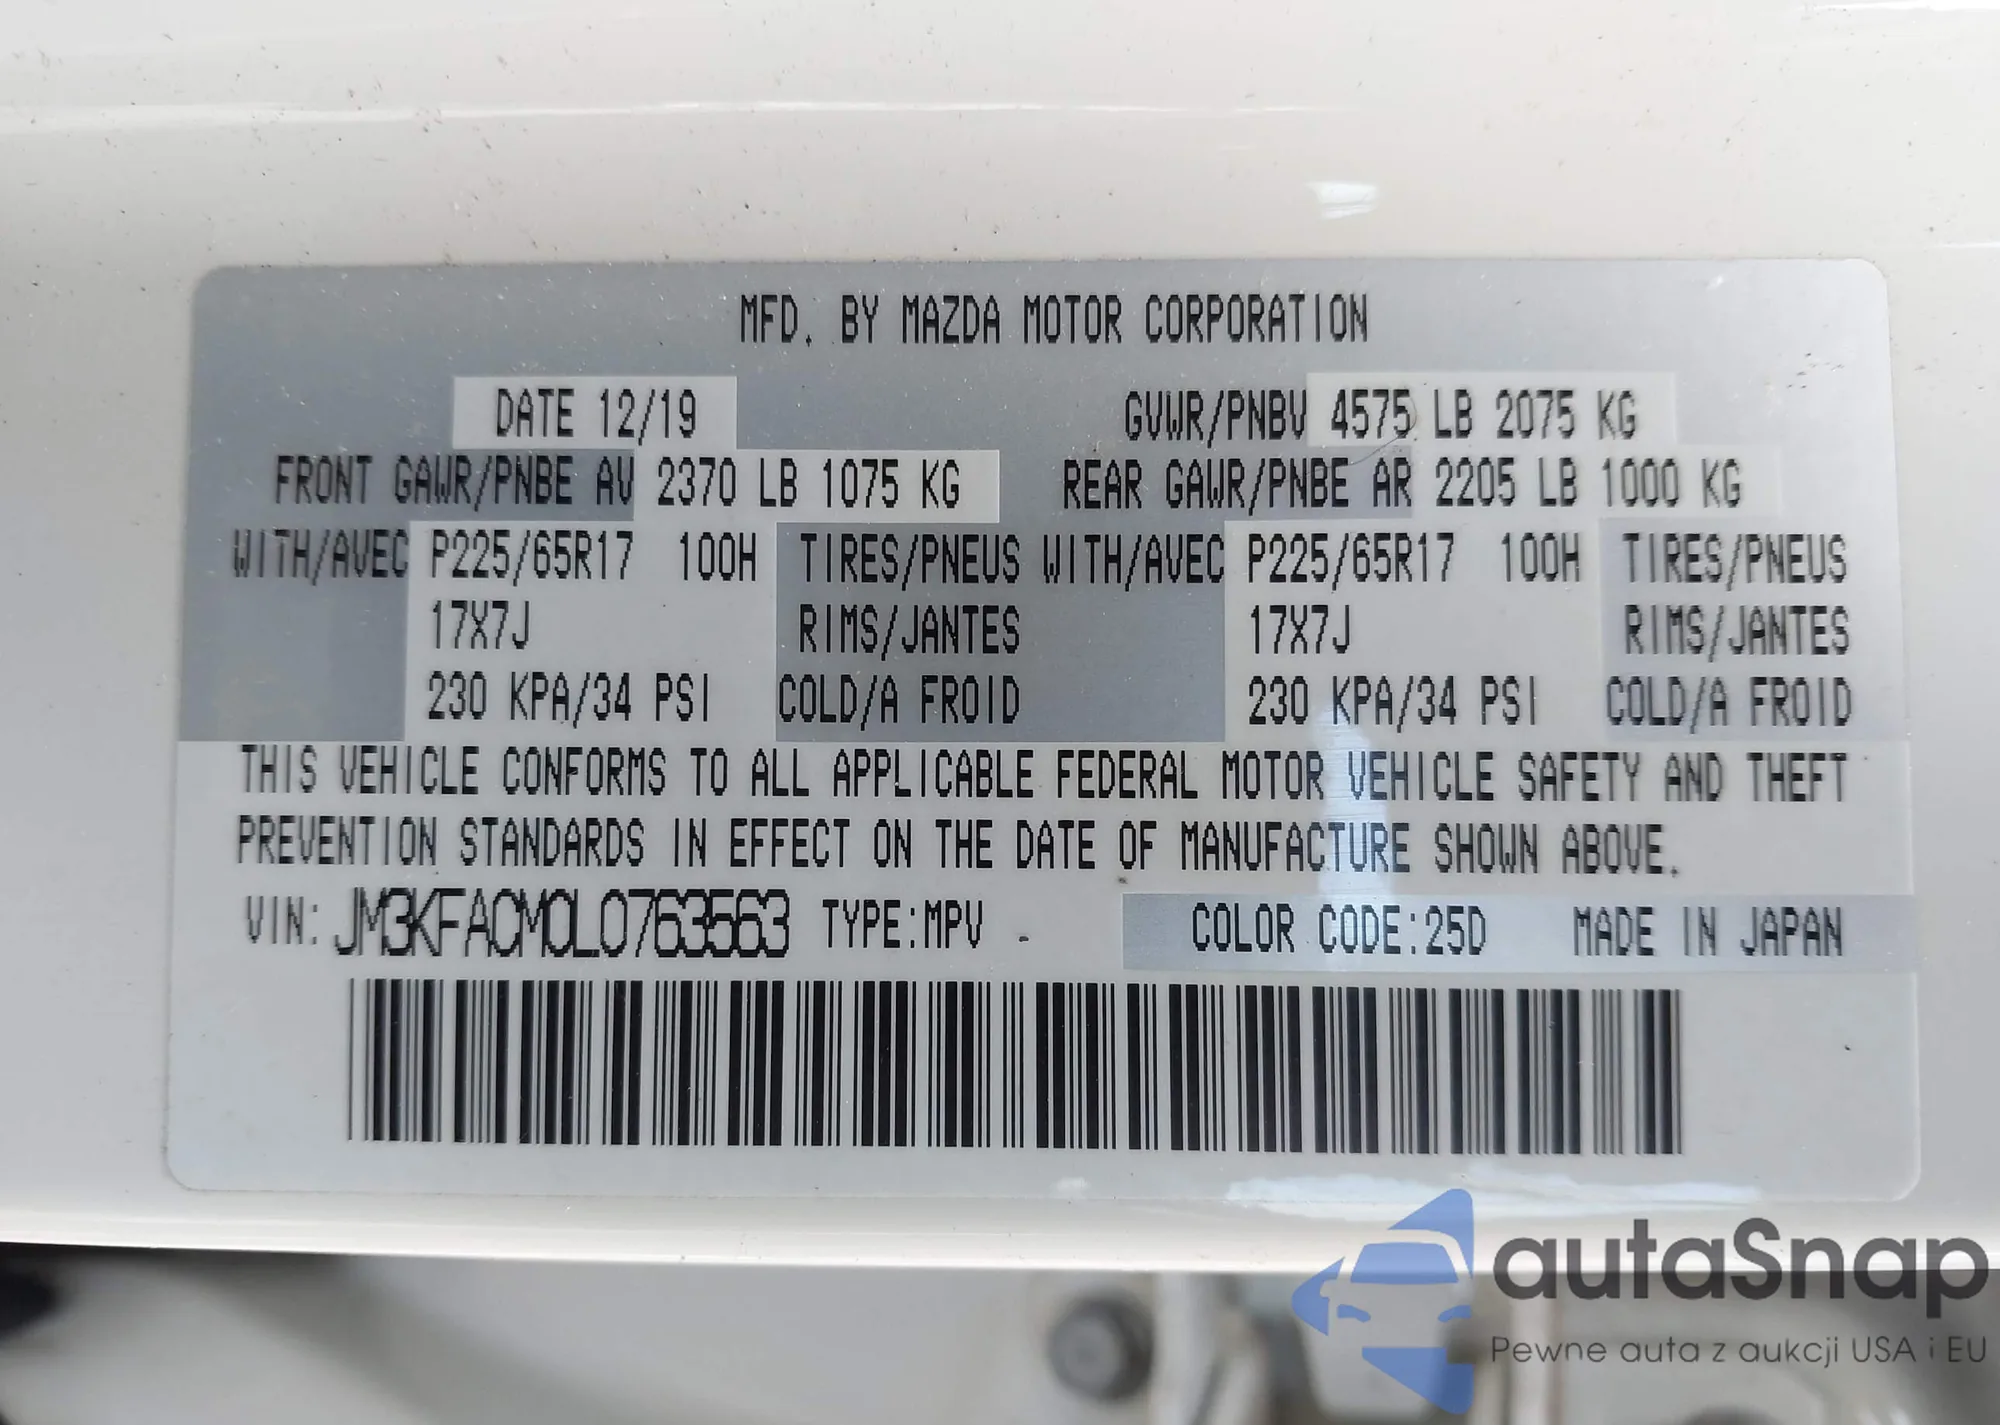 MFD. BY MAZDA MOTOR CORPORATION
DATE 12/19 GVWR/PNBV 4575 LB 2075 KG
FRONT GAWR/PNBE AV 2370 LB 1075 KG REAR GAWR/PNBE AR 2205 LB 1000 KG
WITH/AVEC P225/65R17 100H TIRES/PNEUS WITH/AVEC P225/65R17 100H TIRES/PNEUS
17X7J RIMS/JANTES 17X7J RIMS/JANTES
230 KPA/34 PSI COLD/A FROID 230 KPA/34 PSI COLD/A FROID
THIS VEHICLE CONFORMS TO ALL APPLICABLE FEDERAL MOTOR VEHICLE SAFETY AND THEFT
PREVENTION STANDARDS IN EFFECT ON THE DATE OF MANUFACTURE SHOWN ABOVE.
VIN: JM3KFACM0L0763563 TYPE:MPV COLOR CODE:25D MADE IN JAPAN
autaSnap
Pewne auta z aukcji USA i EU